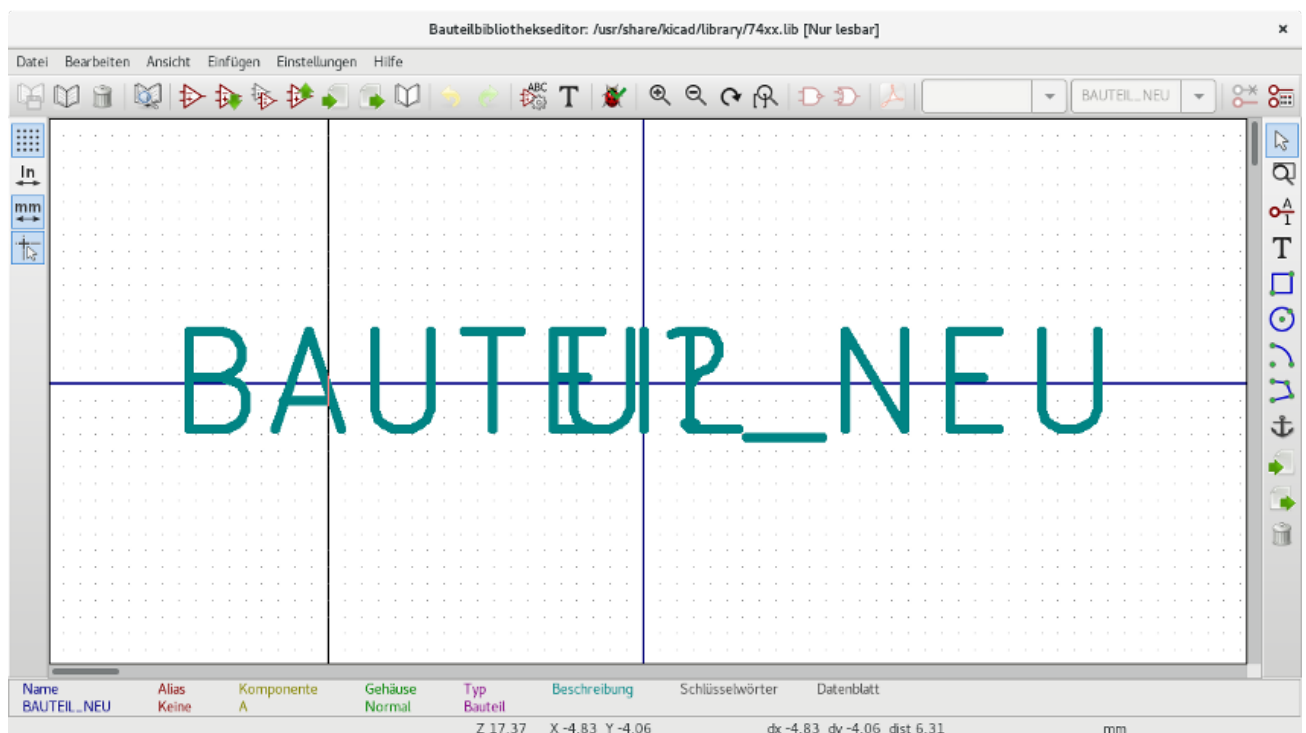 Bauteilbibliothekseditor: /usr/share/kicad/library/74xx.lib [Nur lesbar]
Datei Bearbeiten Ansicht Einfügen Einstellungen Hilfe
ABC T BAUTEIL_NEU
In
mm
A
1
T
BAUTEIL_NEU
U?
Name Alias Komponente Gehäuse Typ Beschreibung Schlüsselwörter Datenblatt
BAUTEIL_NEU Keine A Normal Bauteil
Z 17.37 X -4.83 Y -4.06 dx -4.83 dy -4.06 dist 6.31 mm